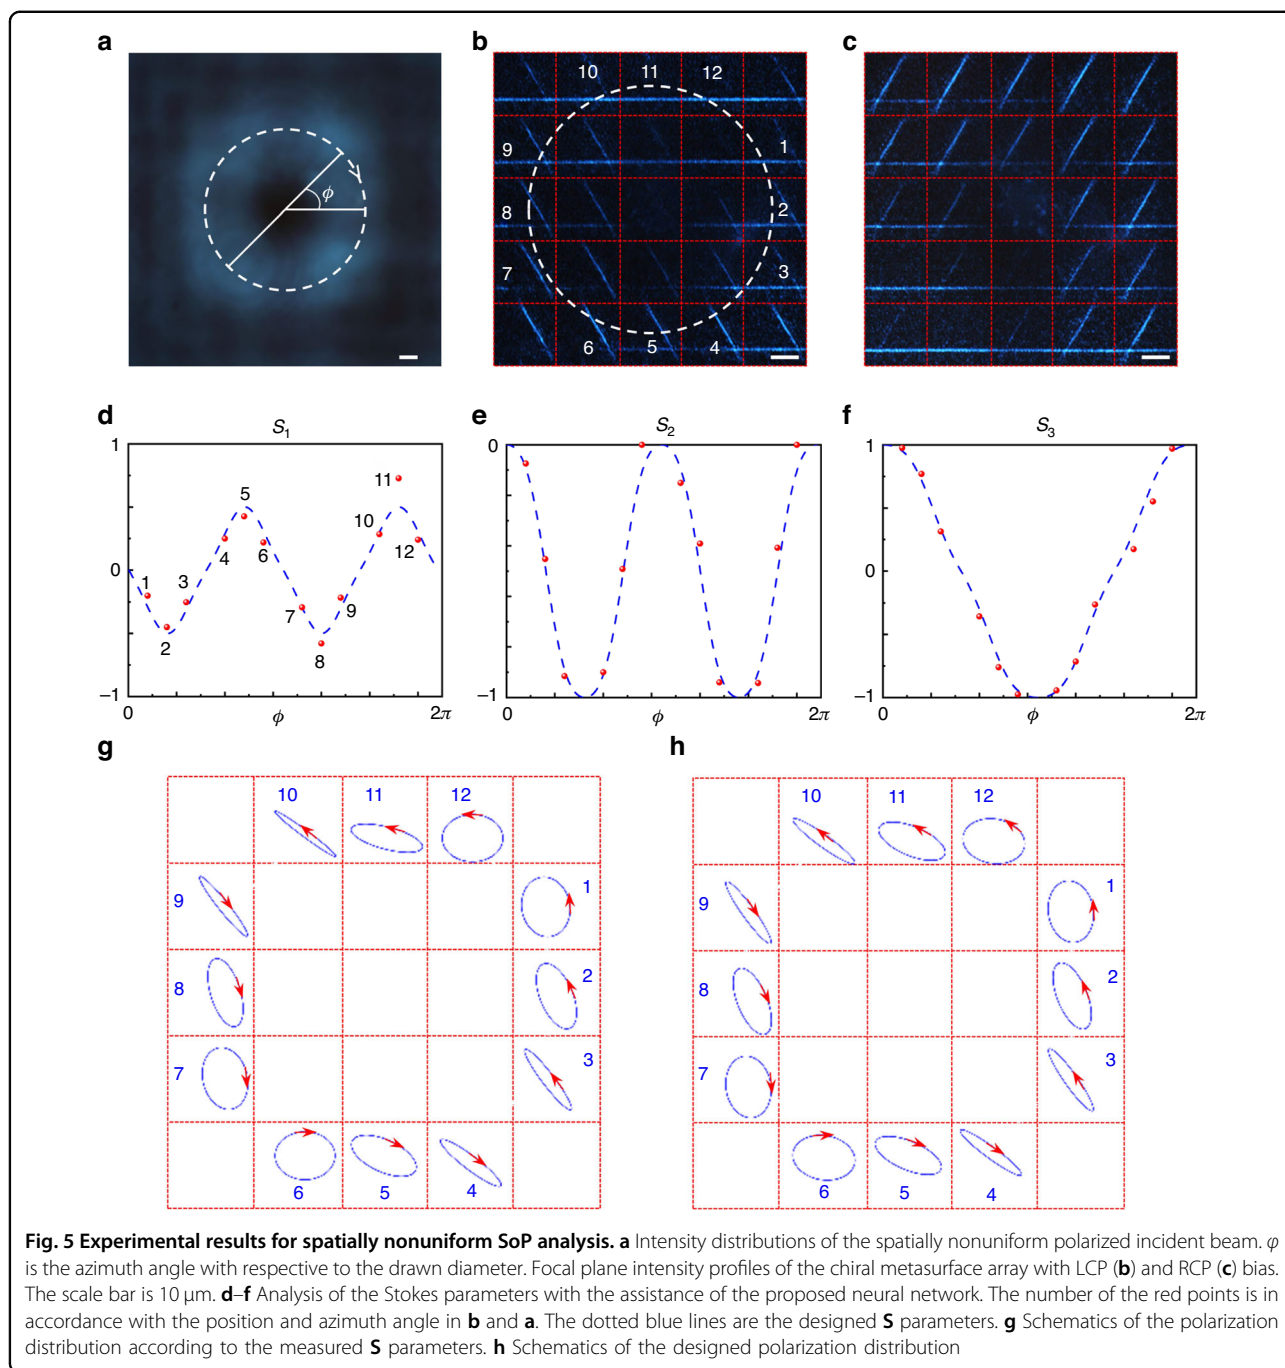 a
b
c
φ
10 11 12
9 1
8 2
7 3
6 5 4
d
e
f
S1
S2
S3
1
0
−1
0 φ 2π
1 2 3 4 5 6 7 8 9 10 11 12
0
−1
0 φ 2π
1
0
−1
0 φ 2π
g
h
10 11 12
9 1
8 2
7 3
6 5 4
10 11 12
9 1
8 2
7 3
6 5 4
Fig. 5 Experimental results for spatially nonuniform SoP analysis. a Intensity distributions of the spatially nonuniform polarized incident beam. φ
is the azimuth angle with respective to the drawn diameter. Focal plane intensity profiles of the chiral metasurface array with LCP (b) and RCP (c) bias.
The scale bar is 10 μm. d–f Analysis of the Stokes parameters with the assistance of the proposed neural network. The number of the red points is in
accordance with the position and azimuth angle in b and a. The dotted blue lines are the designed S parameters. g Schematics of the polarization
distribution according to the measured S parameters. h Schematics of the designed polarization distribution